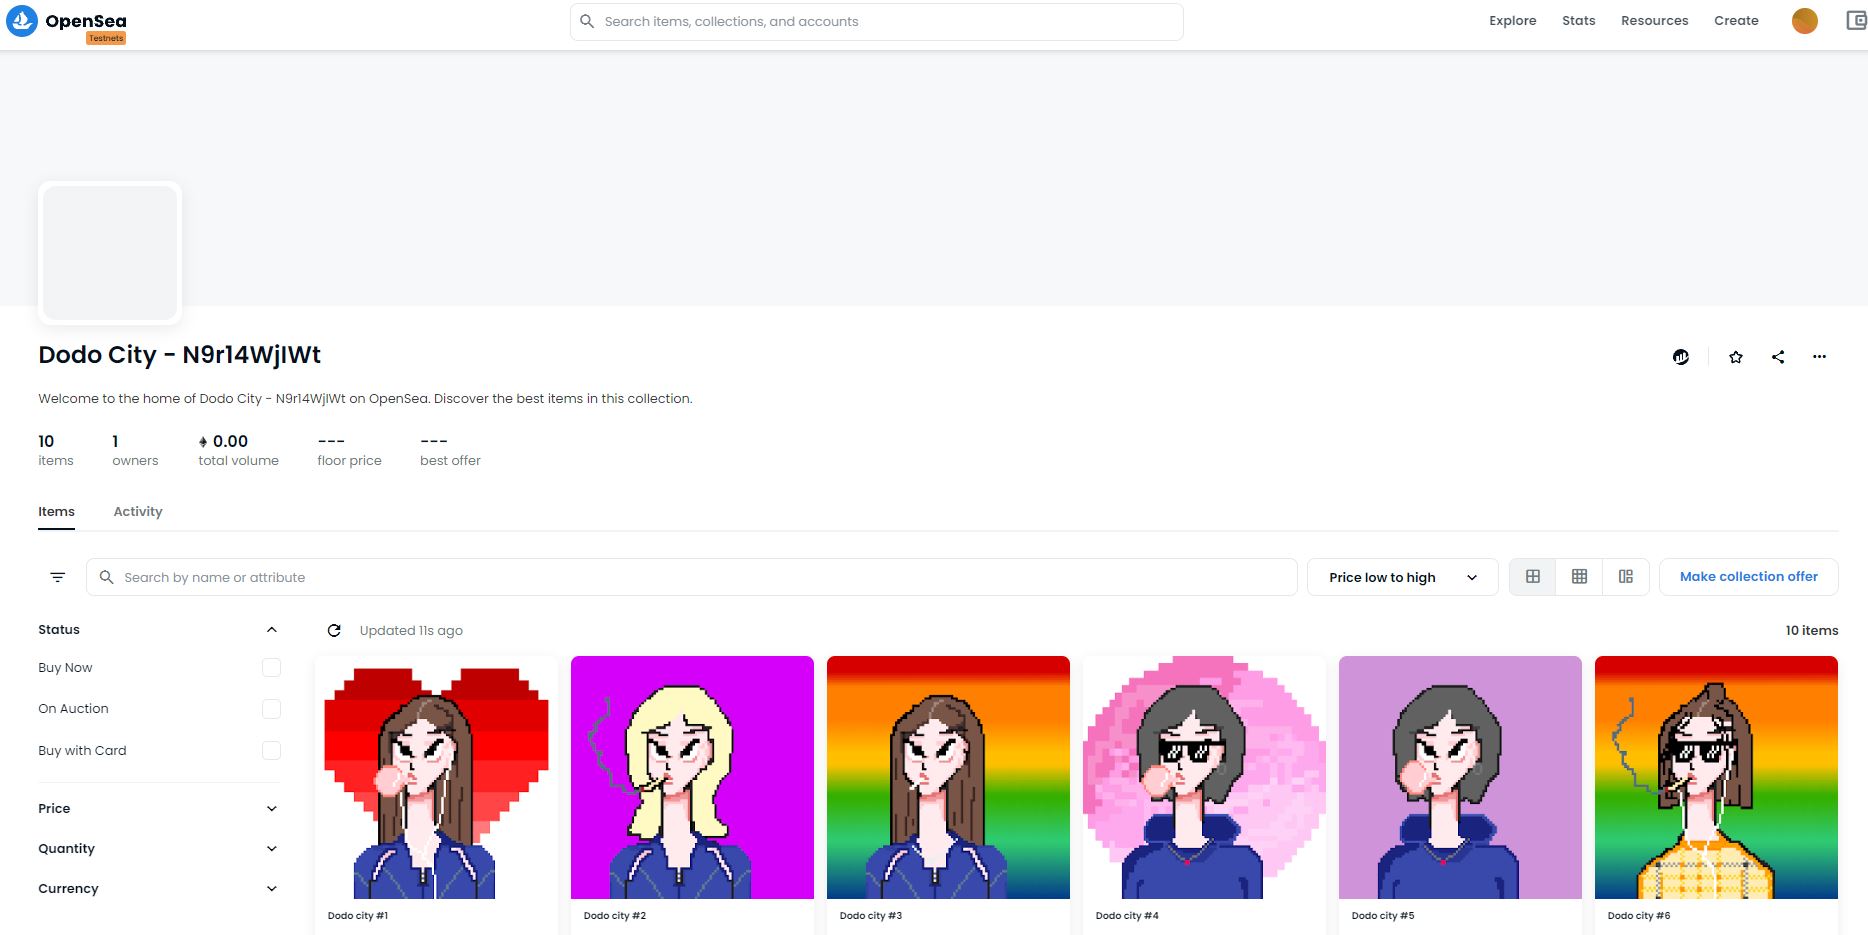 OpenSea
Testnets
Search items, collections, and accounts
Explore Stats Resources Create
Dodo City - N9r14WjIWt
Welcome to the home of Dodo City - N9r14WjIWt on OpenSea. Discover the best items in this collection.
10 1 0.00 --- ---
items owners total volume floor price best offer
Items Activity
Search by name or attribute
Price low to high
Make collection offer
Status
Updated 11s ago
10 items
Buy Now
On Auction
Buy with Card
Price
Quantity
Currency
Dodo city #1 Dodo city #2 Dodo city #3 Dodo city #4 Dodo city #5 Dodo city #6